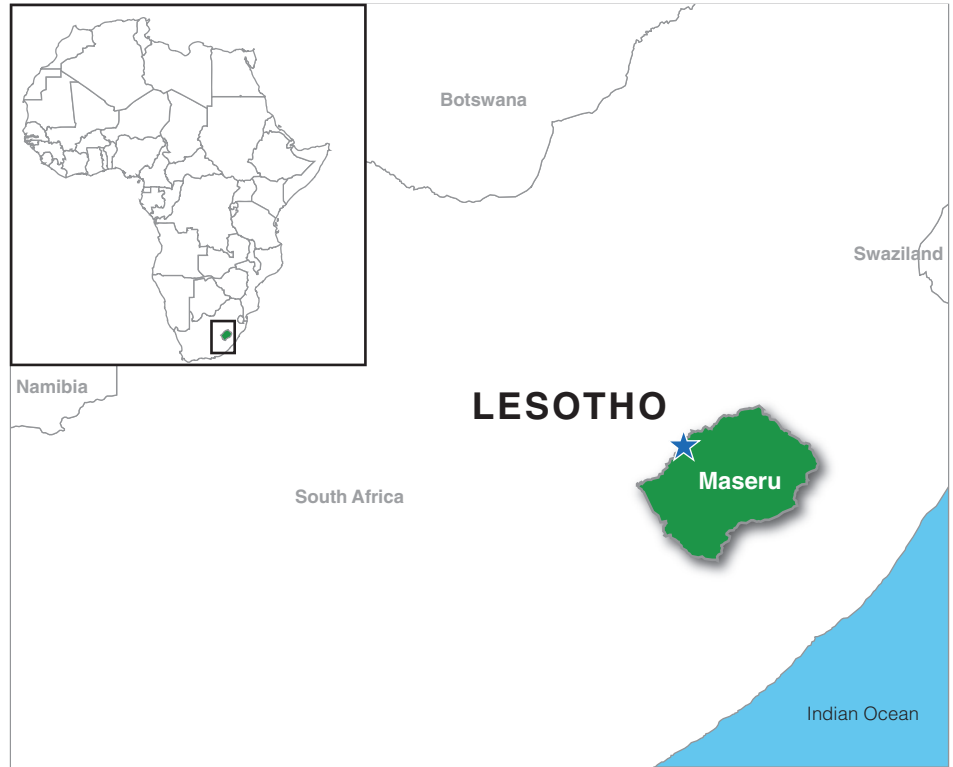 Botswana
Swaziland
Namibia
LESOTHO
Maseru
South Africa
Indian Ocean